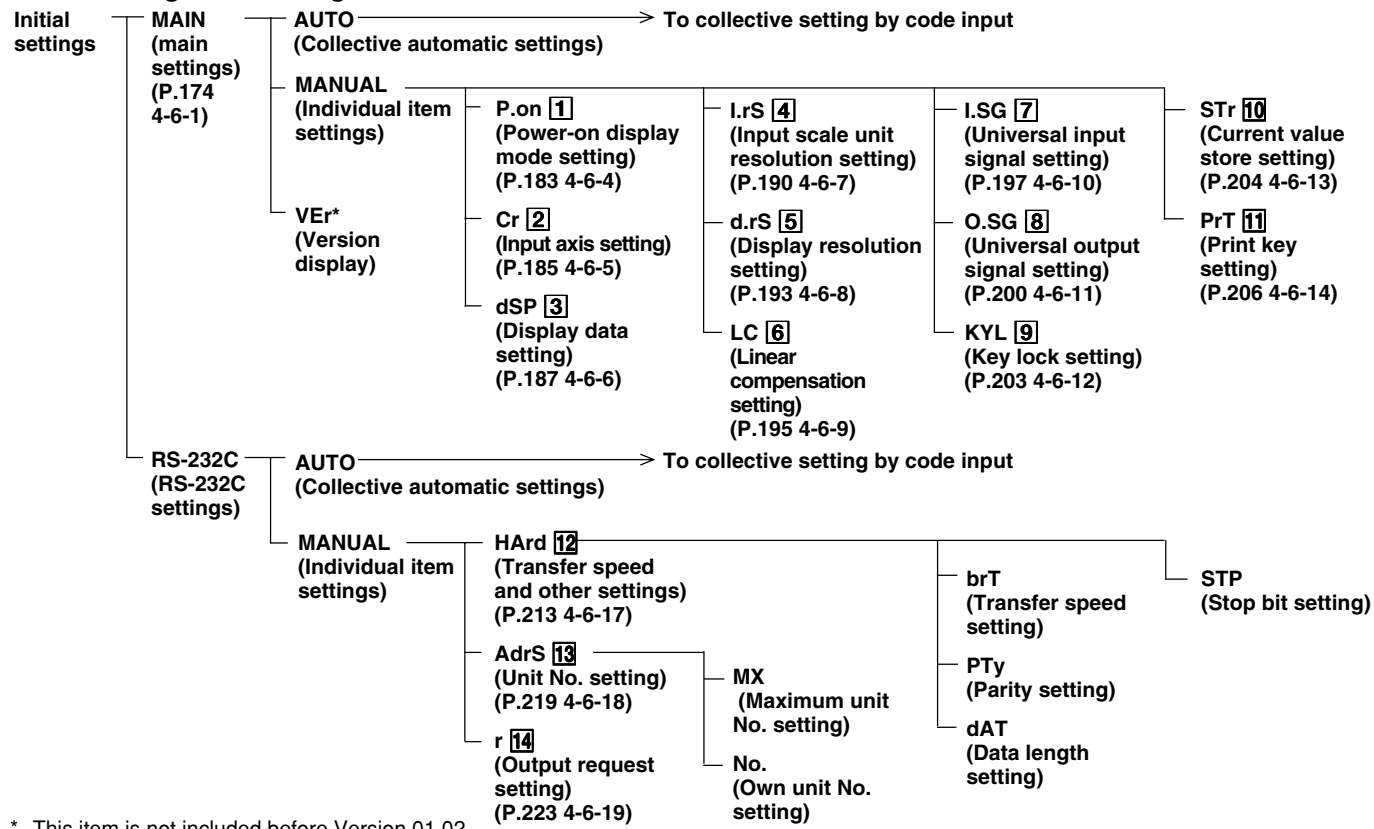 Initial
settings
MAIN
(main
settings)
(P.174
4-6-1)
AUTO
(Collective automatic settings)
To collective setting by code input
MANUAL
(Individual item
settings)
VEr*
(Version
display)
P.on 1
(Power-on display
mode setting)
(P.183 4-6-4)
Cr 2
(Input axis setting)
(P.185 4-6-5)
dSP 3
(Display data
setting)
(P.187 4-6-6)
I.rS 4
(Input scale unit
resolution setting)
(P.190 4-6-7)
d.rS 5
(Display resolution
setting)
(P.193 4-6-8)
LC 6
(Linear
compensation
setting)
(P.195 4-6-9)
I.SG 7
(Universal input
signal setting)
(P.197 4-6-10)
O.SG 8
(Universal output
signal setting)
(P.200 4-6-11)
KYL 9
(Key lock setting)
(P.203 4-6-12)
STr 10
(Current value
store setting)
(P.204 4-6-13)
PrT 11
(Print key
setting)
(P.206 4-6-14)
RS-232C
(RS-232C
settings)
AUTO
(Collective automatic settings)
To collective setting by code input
MANUAL
(Individual item
settings)
HArd 12
(Transfer speed
and other settings)
(P.213 4-6-17)
AdrS 13
(Unit No. setting)
(P.219 4-6-18)
r 14
(Output request
setting)
(P.223 4-6-19)
MX
(Maximum unit
No. setting)
No.
(Own unit No.
setting)
brT
(Transfer speed
setting)
PTy
(Parity setting)
dAT
(Data length
setting)
STP
(Stop bit setting)
* This item is not included before Version 01.02